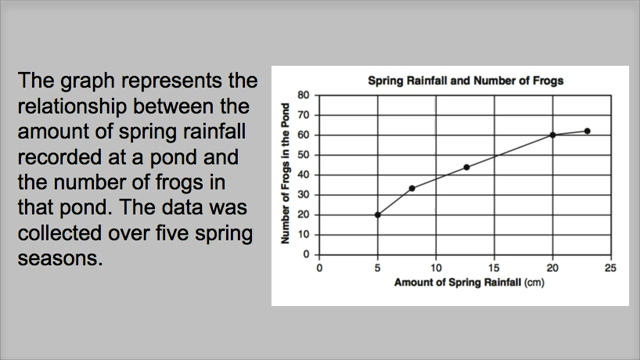 The graph represents the
relationship between the
amount of spring rainfall
recorded at a pond and
the number of frogs in
that pond. The data was
collected over five spring
seasons.
Spring Rainfall and Number of Frogs
Number of Frogs in the Pond
80
70
60
50
40
30
20
10
0
0 5 10 15 20 25
Amount of Spring Rainfall (cm)